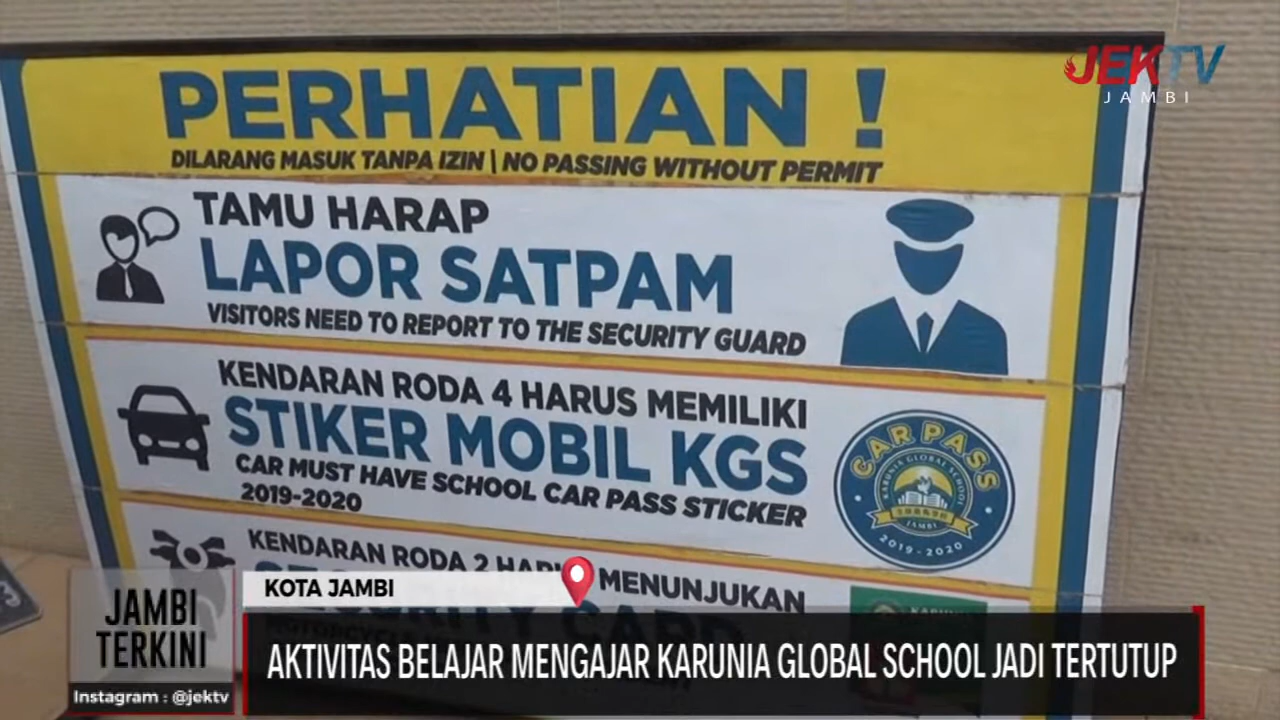 PERHATIAN !
DILARANG MASUK TANPA IZIN | NO PASSING WITHOUT PERMIT
TAMU HARAP
LAPOR SATPAM
VISITORS NEED TO REPORT TO THE SECURITY GUARD
KENDARAN RODA 4 HARUS MEMILIKI
STIKER MOBIL KGS
CAR MUST HAVE SCHOOL CAR PASS STICKER
2019-2020
CAR PASS
KARUNIA GLOBAL SCHOOL
JAMBI
2019 - 2020
KENDARAN RODA 2 MENUNJUKAN
JEKTV
JAMBI
KOTA JAMBI
JAMBI
TERKINI
AKTIVITAS BELAJAR MENGAJAR KARUNIA GLOBAL SCHOOL JADI TERTUTUP
Instagram : @jektv